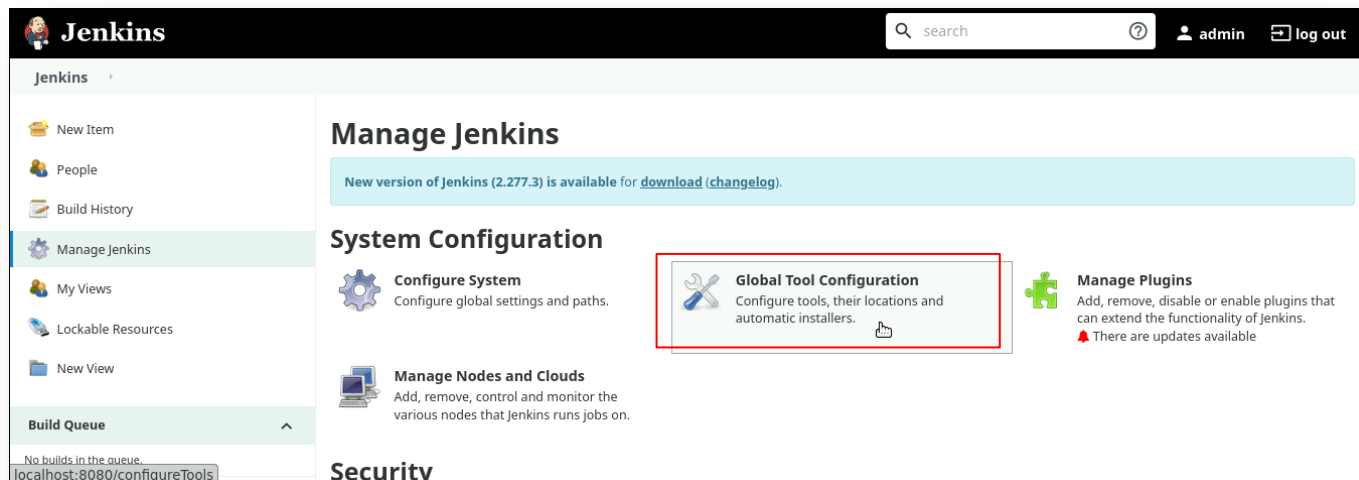 Jenkins
search
admin
log out
Jenkins
New Item
People
Build History
Manage Jenkins
My Views
Lockable Resources
New View
Build Queue
No builds in the queue.
localhost:8080/configureTools
Manage Jenkins
New version of Jenkins (2.277.3) is available for download (changelog).
System Configuration
Configure System
Configure global settings and paths.
Global Tool Configuration
Configure tools, their locations and
automatic installers.
Manage Plugins
Add, remove, disable or enable plugins that
can extend the functionality of Jenkins.
There are updates available
Manage Nodes and Clouds
Add, remove, control and monitor the
various nodes that Jenkins runs jobs on.
Security